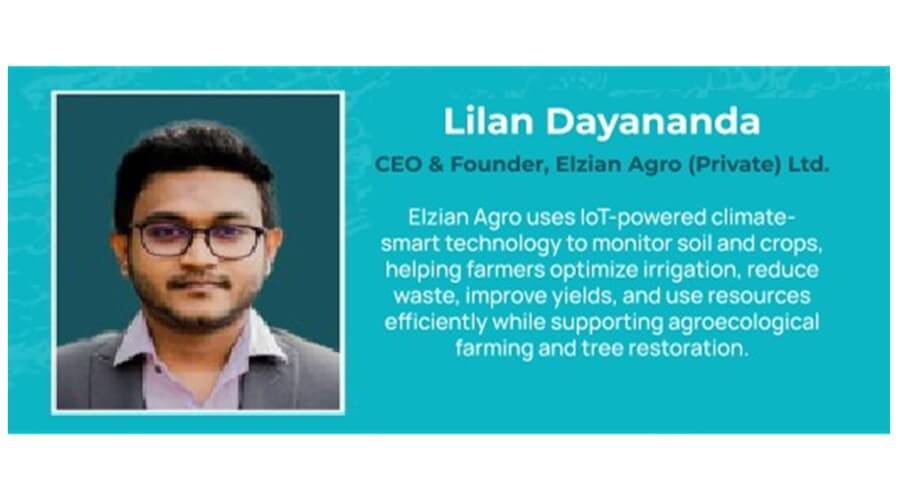 Lilan Dayananda
CEO & Founder, Elzian Agro (Private) Ltd.
Elzian Agro uses IoT-powered climate-
smart technology to monitor soil and crops,
helping farmers optimize irrigation, reduce
waste, improve yields, and use resources
efficiently while supporting agroecological
farming and tree restoration.